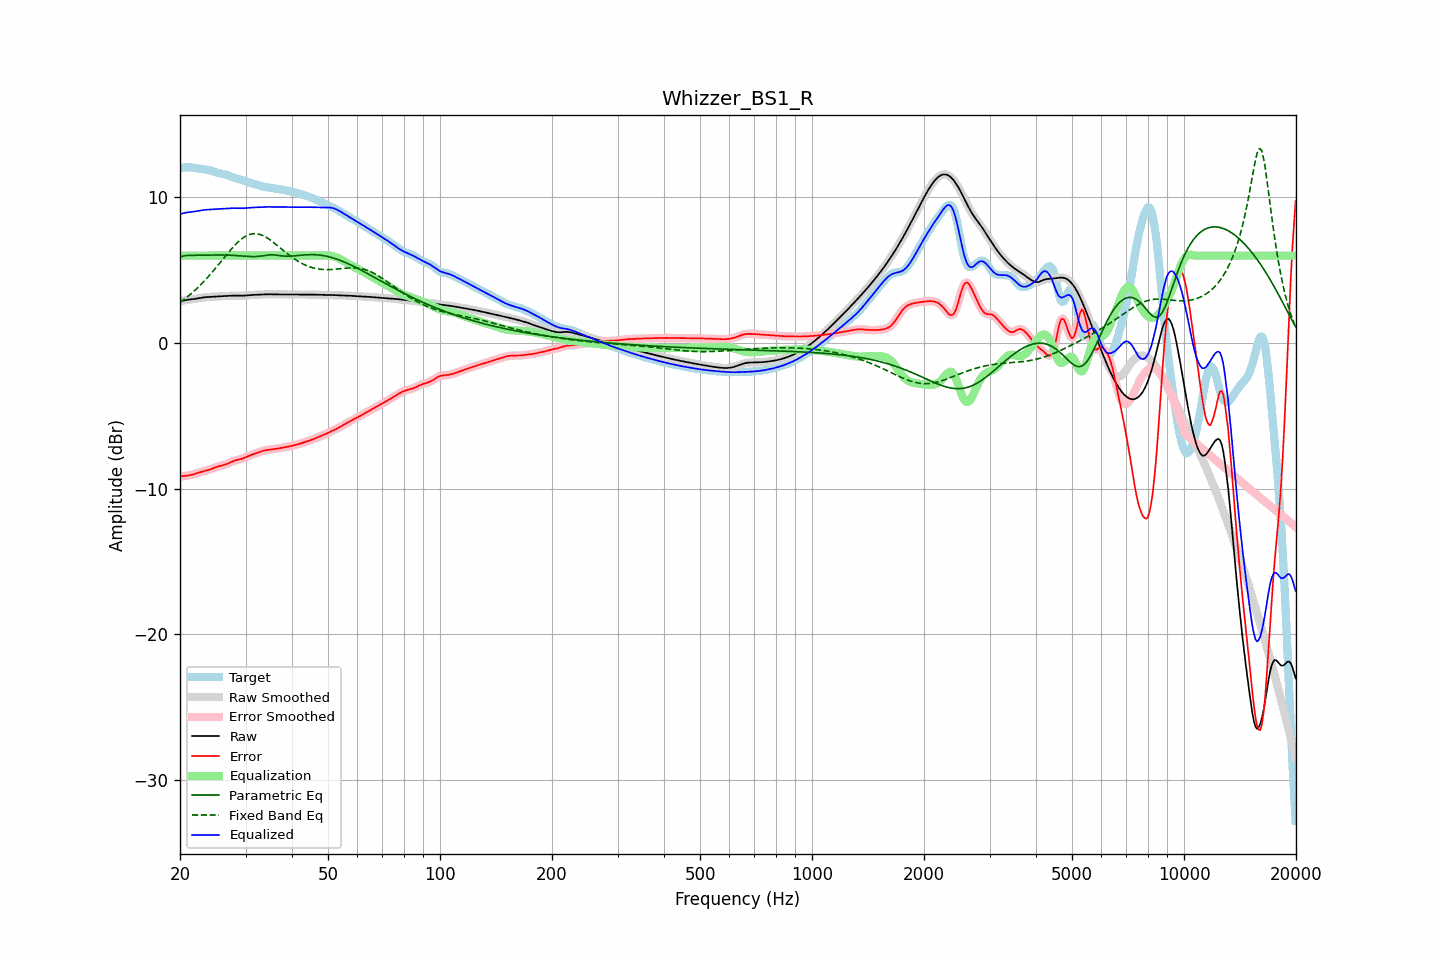 Whizzer_BS1_R
Amplitude (dBr)
10
0
−10
−20
−30
Target
Raw Smoothed
Error Smoothed
Raw
Error
Equalization
Parametric Eq
Fixed Band Eq
Equalized
20 50 100 200 500 1000 2000 5000 10000 20000
Frequency (Hz)